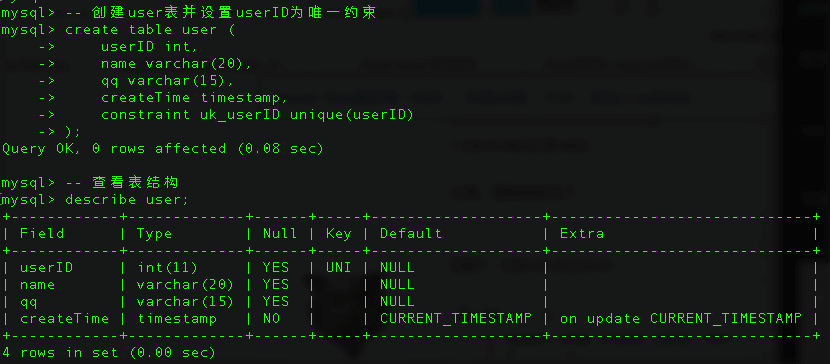 mysql> -- 创建user表并设置userID为唯一约束
mysql> create table user (
    ->     userID int,
    ->     name varchar(20),
    ->     qq varchar(15),
    ->     createTime timestamp,
    ->     constraint uk_userID unique(userID)
    -> );
Query OK, 0 rows affected (0.08 sec)
mysql> -- 查看表结构
mysql> describe user;
+------------+-------------+------+-----+-------------------+-----------------------------+
| Field      | Type        | Null | Key | Default           | Extra                       |
+------------+-------------+------+-----+-------------------+-----------------------------+
| userID     | int(11)     | YES  | UNI | NULL              |                             |
| name       | varchar(20) | YES  |     | NULL              |                             |
| qq         | varchar(15) | YES  |     | NULL              |                             |
| createTime | timestamp   | NO   |     | CURRENT_TIMESTAMP | on update CURRENT_TIMESTAMP |
+------------+-------------+------+-----+-------------------+-----------------------------+
4 rows in set (0.00 sec)